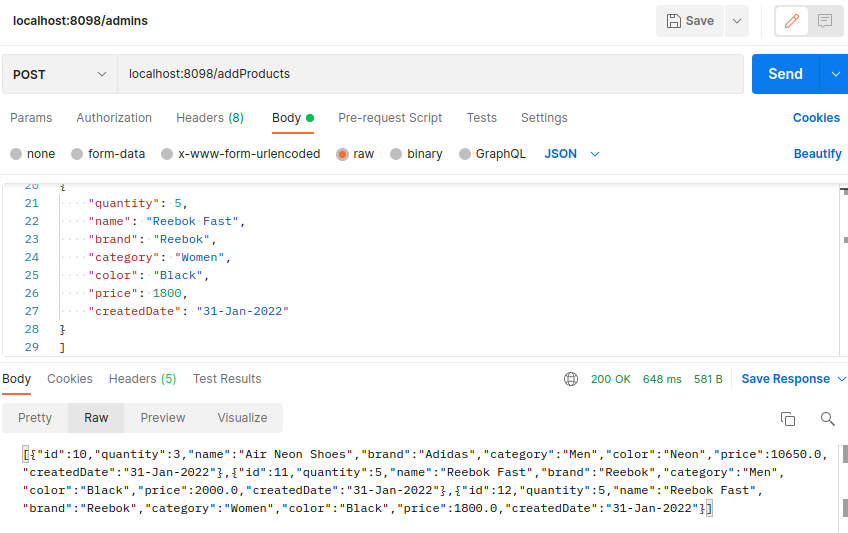 localhost:8098/admins
Save
POST
localhost:8098/addProducts
Send
Params Authorization Headers (8) Body Pre-request Script Tests Settings Cookies
none form-data x-www-form-urlencoded raw binary GraphQL JSON Beautify
20 {
21 "quantity": 5,
22 "name": "Reebok Fast",
23 "brand": "Reebok",
24 "category": "Women",
25 "color": "Black",
26 "price": 1800,
27 "createdDate": "31-Jan-2022"
28 }
29 ]
Body Cookies Headers (5) Test Results 200 OK 648 ms 581 B Save Response
Pretty Raw Preview Visualize
[{"id":10,"quantity":3,"name":"Air Neon Shoes","brand":"Adidas","category":"Men","color":"Neon","price":10650.0,
"createdDate":"31-Jan-2022"},{"id":11,"quantity":5,"name":"Reebok Fast","brand":"Reebok","category":"Men",
"color":"Black","price":2000.0,"createdDate":"31-Jan-2022"},{"id":12,"quantity":5,"name":"Reebok Fast",
"brand":"Reebok","category":"Women","color":"Black","price":1800.0,"createdDate":"31-Jan-2022"}]